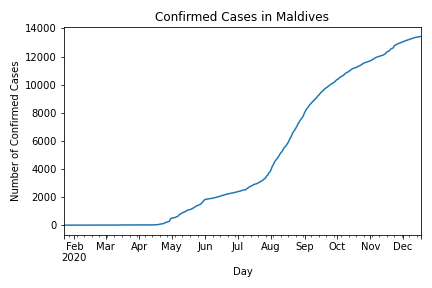 Confirmed Cases in Maldives
14000
12000
10000
8000
6000
4000
2000
0
Number of Confirmed Cases
Feb Mar Apr May Jun Jul Aug Sep Oct Nov Dec
2020
Day